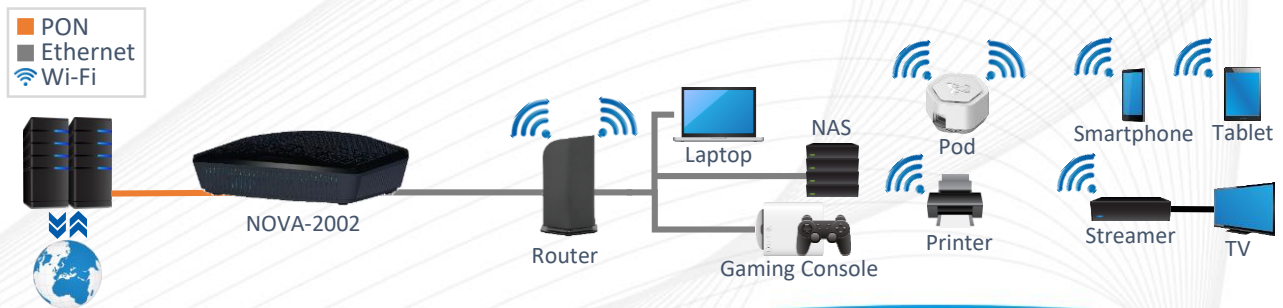 PON
Ethernet
Wi-Fi
NOVA-2002
Router
Laptop
NAS
Gaming Console
Pod
Printer
Smartphone
Tablet
Streamer
TV